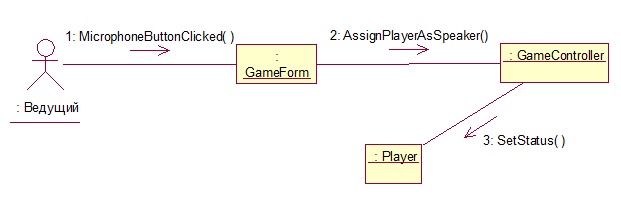 1: MicrophoneButtonClicked( )
2: AssignPlayerAsSpeaker()
:
GameForm
: GameController
: Ведущий
3: SetStatus( )
: Player